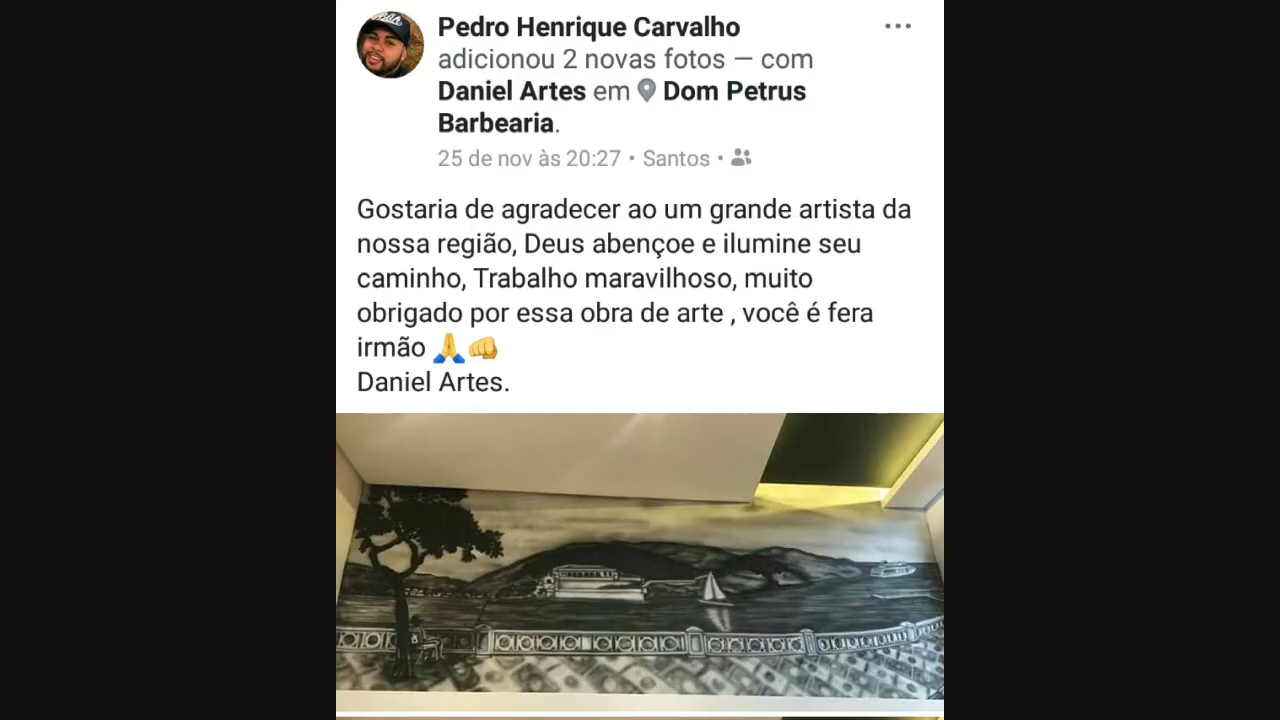 Pedro Henrique Carvalho
adicionou 2 novas fotos — com
Daniel Artes em Dom Petrus
Barbearia.
25 de nov às 20:27 • Santos •
Gostaria de agradecer ao um grande artista da
nossa região, Deus abençoe e ilumine seu
caminho, Trabalho maravilhoso, muito
obrigado por essa obra de arte , você é fera
irmão 🙏👊
Daniel Artes.